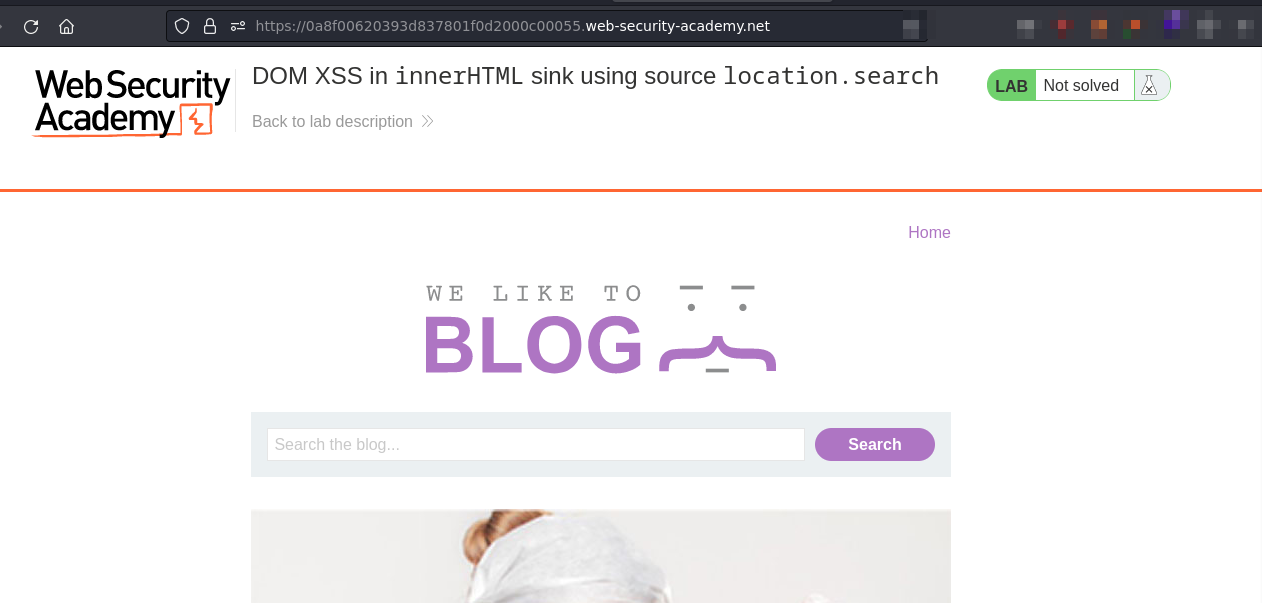 https://0a8f00620393d837801f0d2000c00055.web-security-academy.net
Web Security
Academy
DOM XSS in innerHTML sink using source location.search
Back to lab description
LAB Not solved
Home
WE LIKE TO
BLOG
Search the blog...
Search